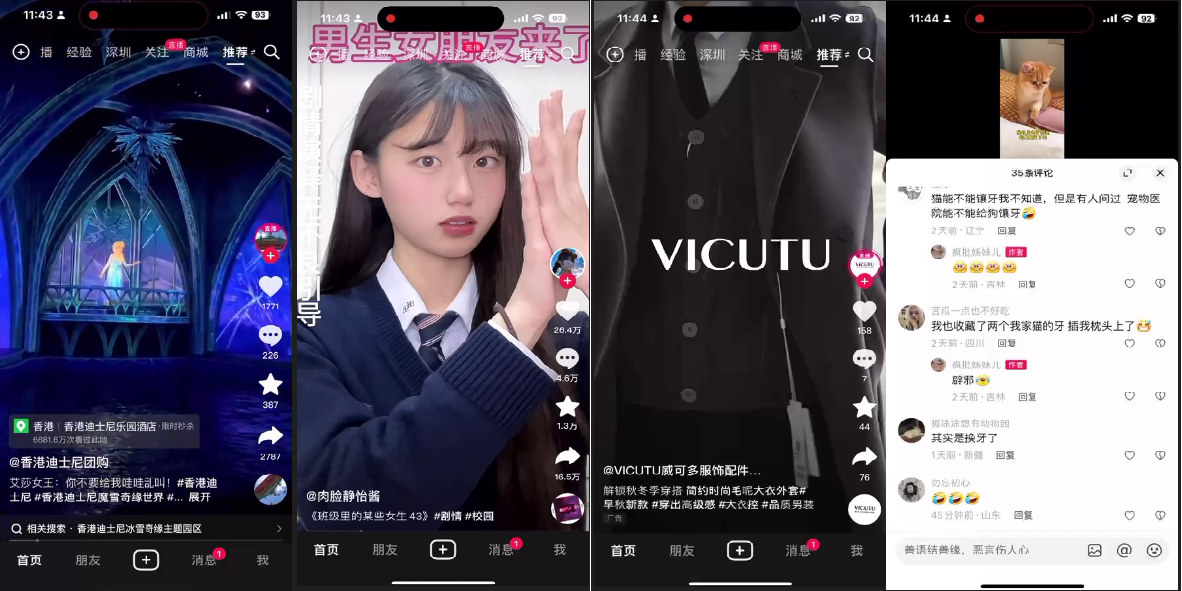 11:43
93
播 经验 深圳 关注 直播 商城 推荐
直播
1771
226
387
2787
香港 | 香港迪士尼乐园酒店 · 限时秒杀
6681.6万次看过此地
@香港迪士尼团购
艾莎女王：你不要给我哇哇乱叫！#香港迪
士尼 #香港迪士尼魔雪奇缘世界 #... 展开
相关搜索 · 香港迪士尼冰雪奇缘主题园区
首页 朋友 消息 1 我
11:43
92
男生女朋友来了
播 经验 深圳 关注 直播 商城 推荐
26.4万
4.6万
1.3万
16.5万
@肉脸静怡酱
《班级里的某些女生 43》#剧情 #校园
首页 朋友 消息 1 我
11:44
92
播 经验 深圳 关注 直播 商城 推荐
VICUTU
直播
VICUTU
158
7
44
76
@VICUTU威可多服饰配件...
解锁秋冬季穿搭 简约时尚毛呢大衣外套#
早秋新款 #穿出高级感 #大衣控 #品质男装
广告
VICUTU
首页 朋友 消息 1 我
11:44
92
35条评论
猫能不能镶牙我不知道，但是有人问过 宠物医
院能不能给狗镶牙🤣
2天前 · 辽宁 回复
疯批姊妹儿 作者
2天前 · 吉林 回复
苦瓜一点也不好吃
我也收藏了两个我家猫的牙 插我枕头上了😅
2天前 · 四川 回复
疯批姊妹儿 作者
辟邪
2天前 · 吉林 回复
其实是换牙了
1天前 · 新疆 回复
勿忘初心
🤣🤣🤣
45分钟前 · 山东 回复
善语结善缘，恶言伤人心